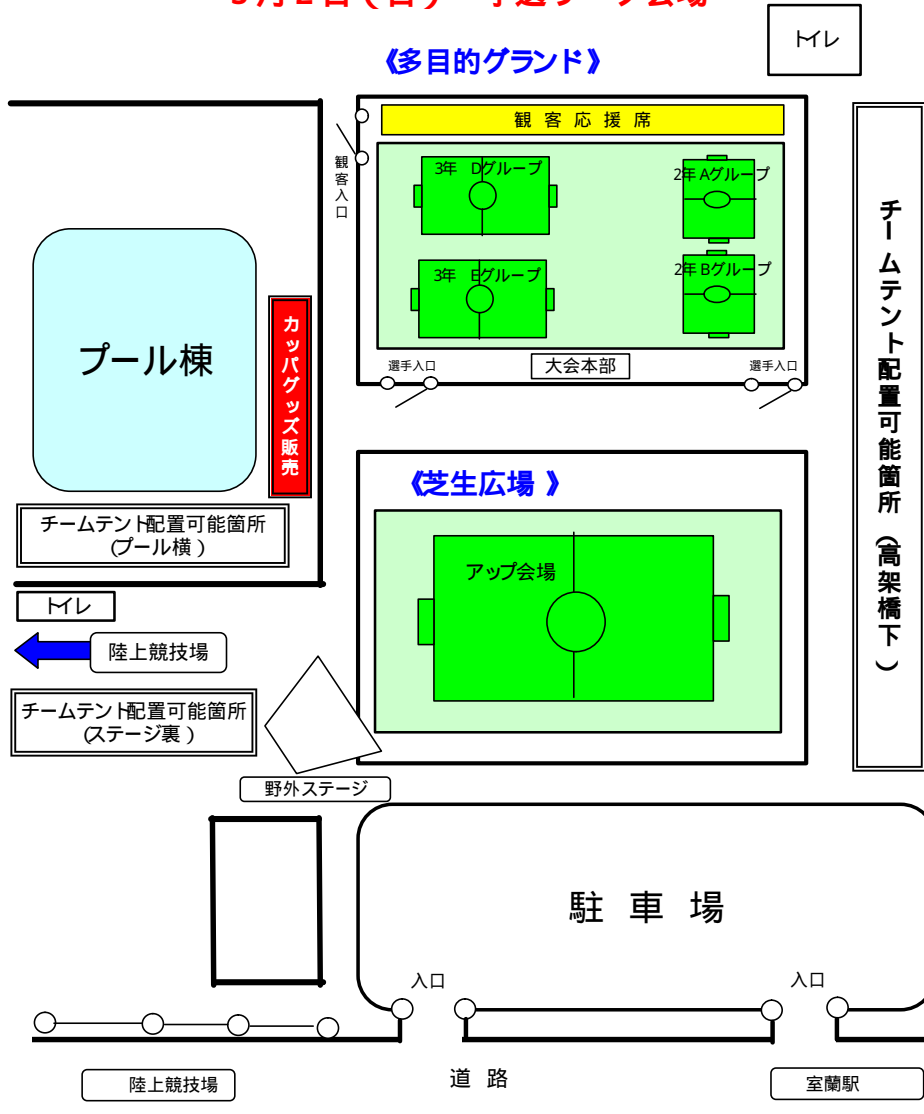 《多目的グランド》
トイレ
観 客 応 援 席
観客入口
3年 Dグループ
2年 Aグループ
3年 Eグループ
2年 Bグループ
選手入口
大会本部
選手入口
チームテント配置可能箇所（高架橋下）
プール棟
カッパグッズ販売
チームテント配置可能箇所
(プール横)
《芝生広場 》
アップ会場
トイレ
陸上競技場
チームテント配置可能箇所
(ステージ裏)
野外ステージ
駐 車 場
入口
入口
陸上競技場
道 路
室蘭駅